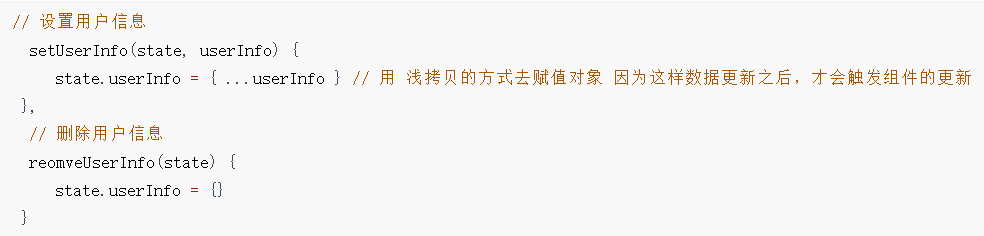 // 设置用户信息
setUserInfo(state, userInfo) {
state.userInfo = { ...userInfo } // 用 浅拷贝的方式去赋值对象 因为这样数据更新之后，才会触发组件的更新
},
// 删除用户信息
reomveUserInfo(state) {
state.userInfo = {}
}